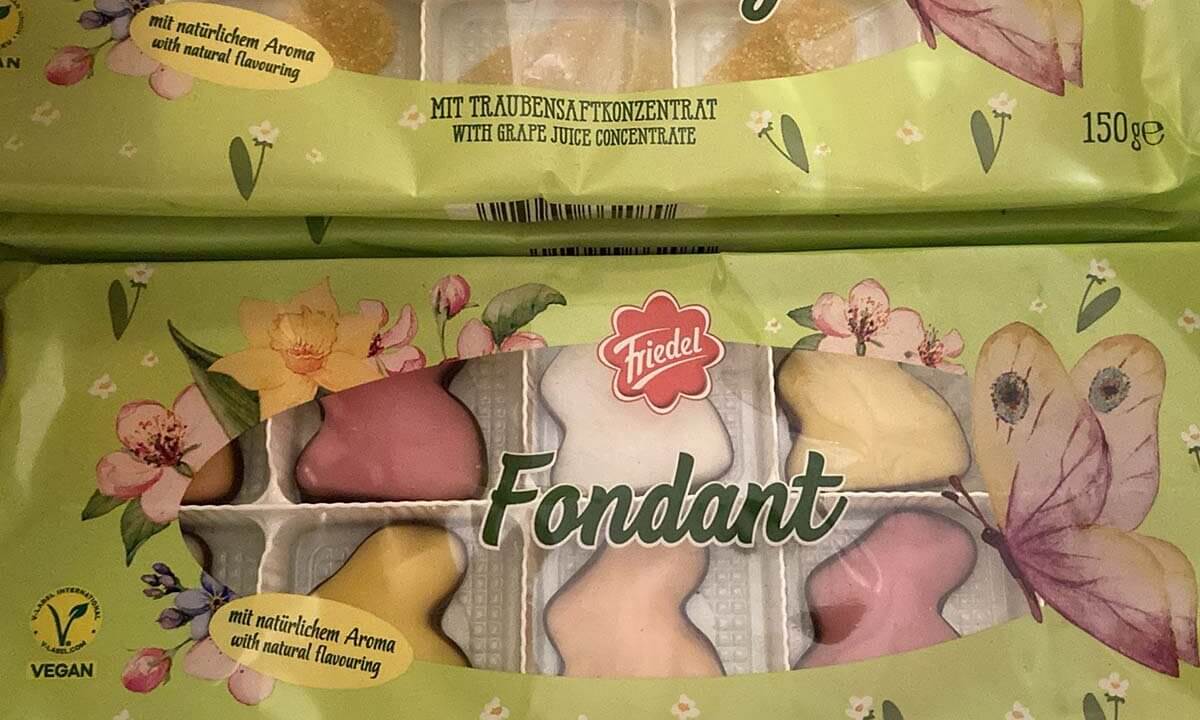 mit natürlichem Aroma
with natural flavouring
MIT TRAUBENSAFTKONZENTRAT
WITH GRAPE JUICE CONCENTRATE
150g e
Friedel
Fondant
V-LABEL INTERNATIONAL
V-LABEL.COM
VEGAN
mit natürlichem Aroma
with natural flavouring